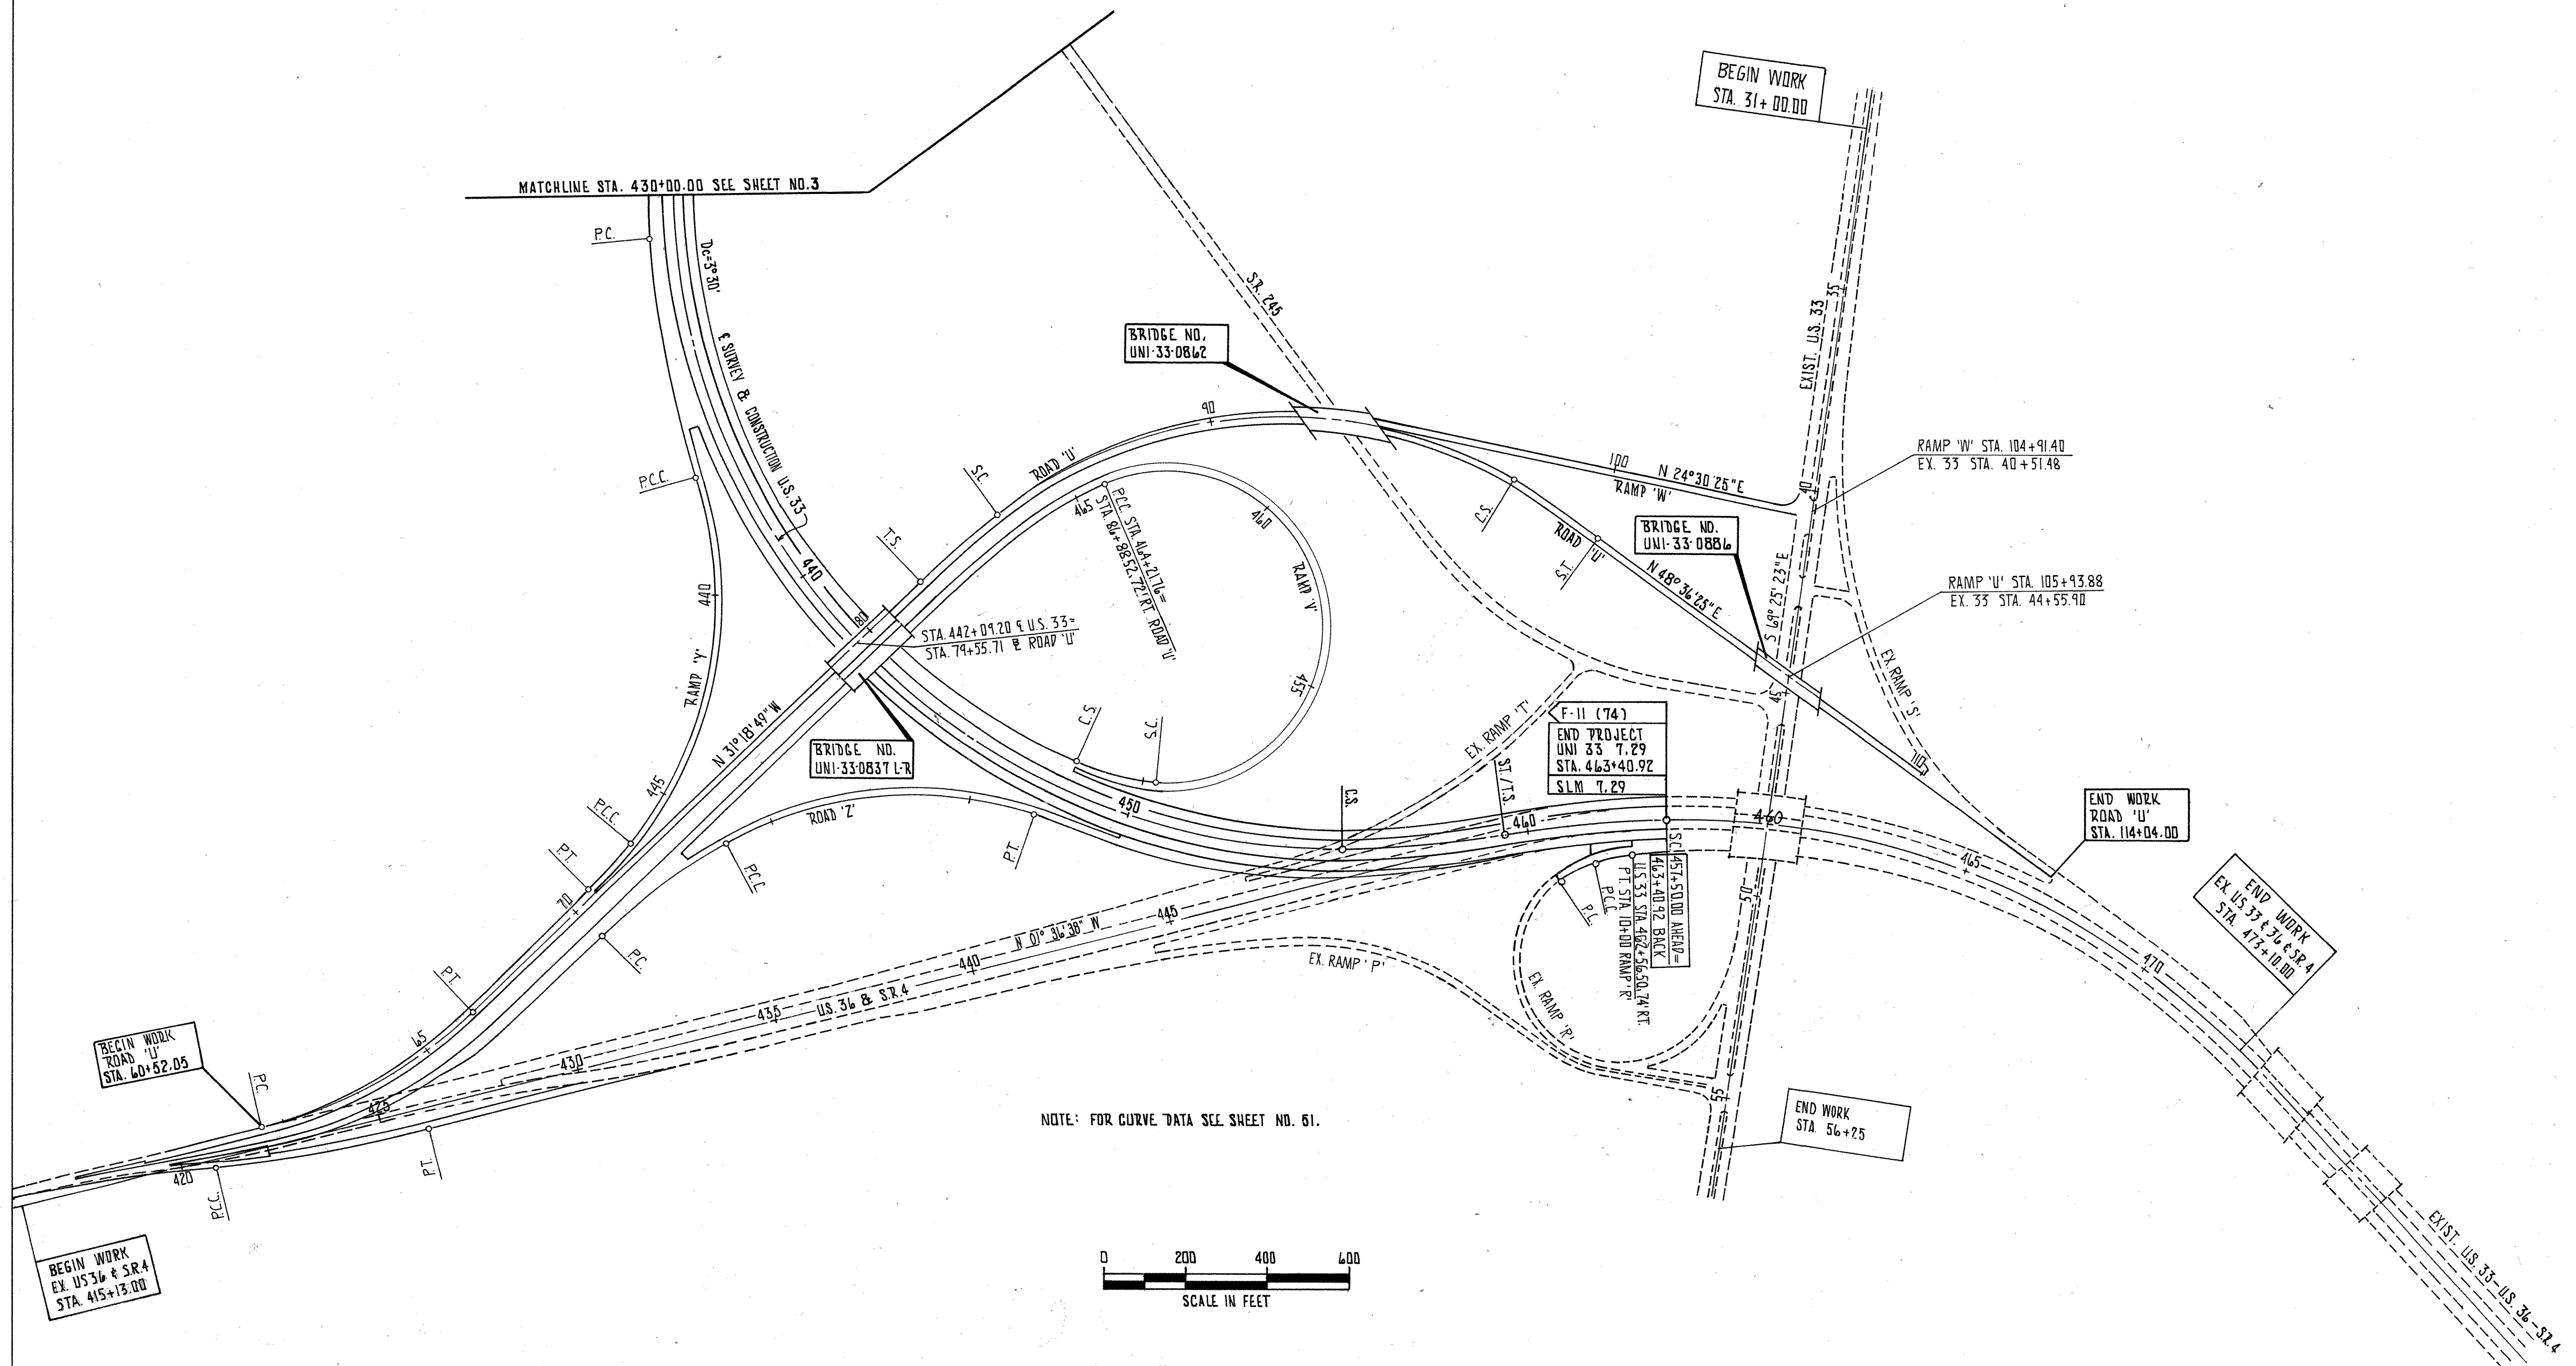 BEGIN WORK
STA. 31+00.00
MATCHLINE STA. 430+00.00 SEE SHEET NO.3
P.C.
Dc=3°30'
S.R. 245
35
EXIST. U.S. 33
BRIDGE NO.
UNI-33-0862
₵ SURVEY & CONSTRUCTION U.S. 33
90
P.C.C.
S.C.
ROAD 'U'
RAMP 'W' STA. 104+91.40
EX. 33 STA. 40+51.48
100
N 24°30'25"E
RAMP 'W'
40
465
P.C.C. STA. 464+21.76=
STA. 86+88.52,72' RT. ROAD 'U'
460
C.S.
BRIDGE NO.
UNI-33-0886
ROAD 'U'
T.S.
440
440
S.T.
N 48°36'25"E
S 69°25'23"E
RAMP 'U' STA. 105+93.88
EX. 33 STA. 44+55.90
RAMP 'V'
80
STA. 442+09.20 ₵ U.S. 33=
STA. 79+55.71 ₵ ROAD 'U'
RAMP 'Y'
455
45
EX. RAMP 'S'
N 31°18'49" W
C.S.
BRIDGE NO.
UNI-33-0837 L-R
EX. RAMP 'T'
F-11 (74)
END PROJECT
UNI 33 7.29
STA. 463+40.92
SLM 7.29
110
445
ROAD 'Z'
450
C.S.
S.T./T.S.
460
460
END WORK
ROAD 'U'
STA. 114+04.00
P.C.C.
P.T.
P.C.C.
P.T.
465
S.C. 457+50.00 AHEAD=
463+40.92 BACK
U.S. 33 STA. 462+56.50,74' RT.
P.T. STA. 10+00 RAMP 'R'
P.C.C.
P.C.
50
END WORK
EX. U.S. 33 & 36 & S.R. 4
STA. 473+10.00
70
P.C.
445
N 01°36'38" W
440
EX. RAMP 'P'
EX. RAMP 'R'
470
P.T.
435
U.S. 36 & S.R.4
65
430
BEGIN WORK
ROAD 'U'
STA. 60+52.05
P.C.
425
55
END WORK
STA. 56+25
NOTE: FOR CURVE DATA SEE SHEET NO. 51.
420
P.C.C.
P.T.
BEGIN WORK
EX. US36 & S.R.4
STA. 415+13.00
0 200 400 600
SCALE IN FEET
EXIST. U.S. 33-U.S. 36-S.R.4